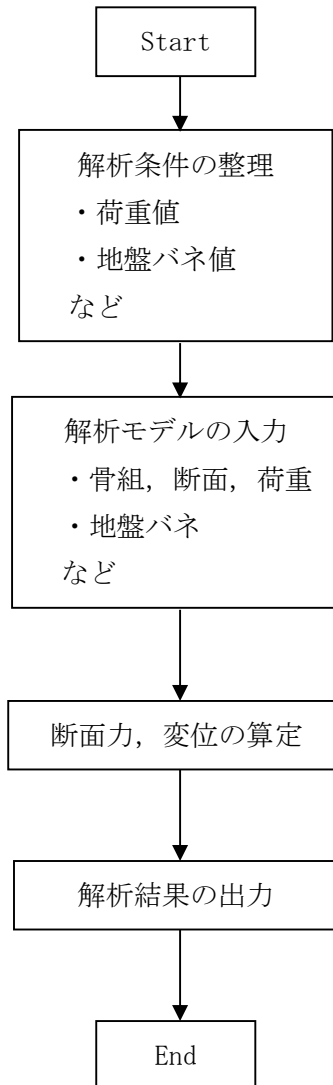 Start
解析条件の整理
・荷重値
・地盤バネ値
など
解析モデルの入力
・骨組，断面，荷重
・地盤バネ
など
断面力，変位の算定
解析結果の出力
End